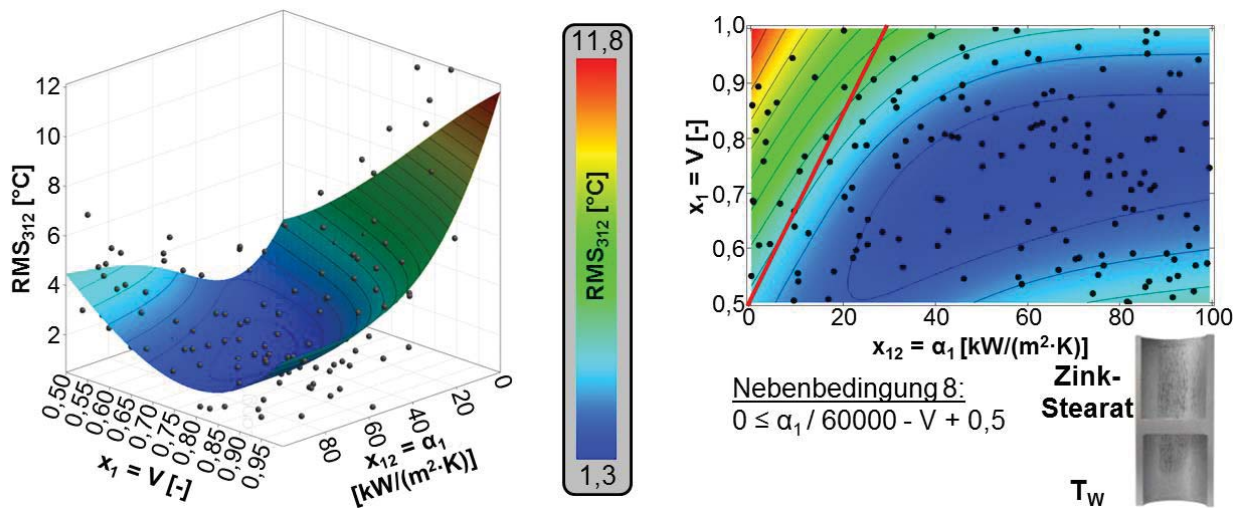 12
10
8
6
4
2
RMS₃₁₂ [°C]
0,50
0,55
0,60
0,65
0,70
0,75
0,80
0,85
0,90
0,95
x₁ = V [-]
80
60
40
20
0
x₁₂ = α₁
[kW/(m²·K)]
11,8
RMS₃₁₂ [°C]
1,3
1,0
0,9
0,8
0,7
0,6
0,5
x₁ = V [-]
0
20
40
60
80
100
x₁₂ = α₁ [kW/(m²·K)]
Nebenbedingung 8:
0 ≤ α₁ / 60000 - V + 0,5
Zink-
Stearat
T_W